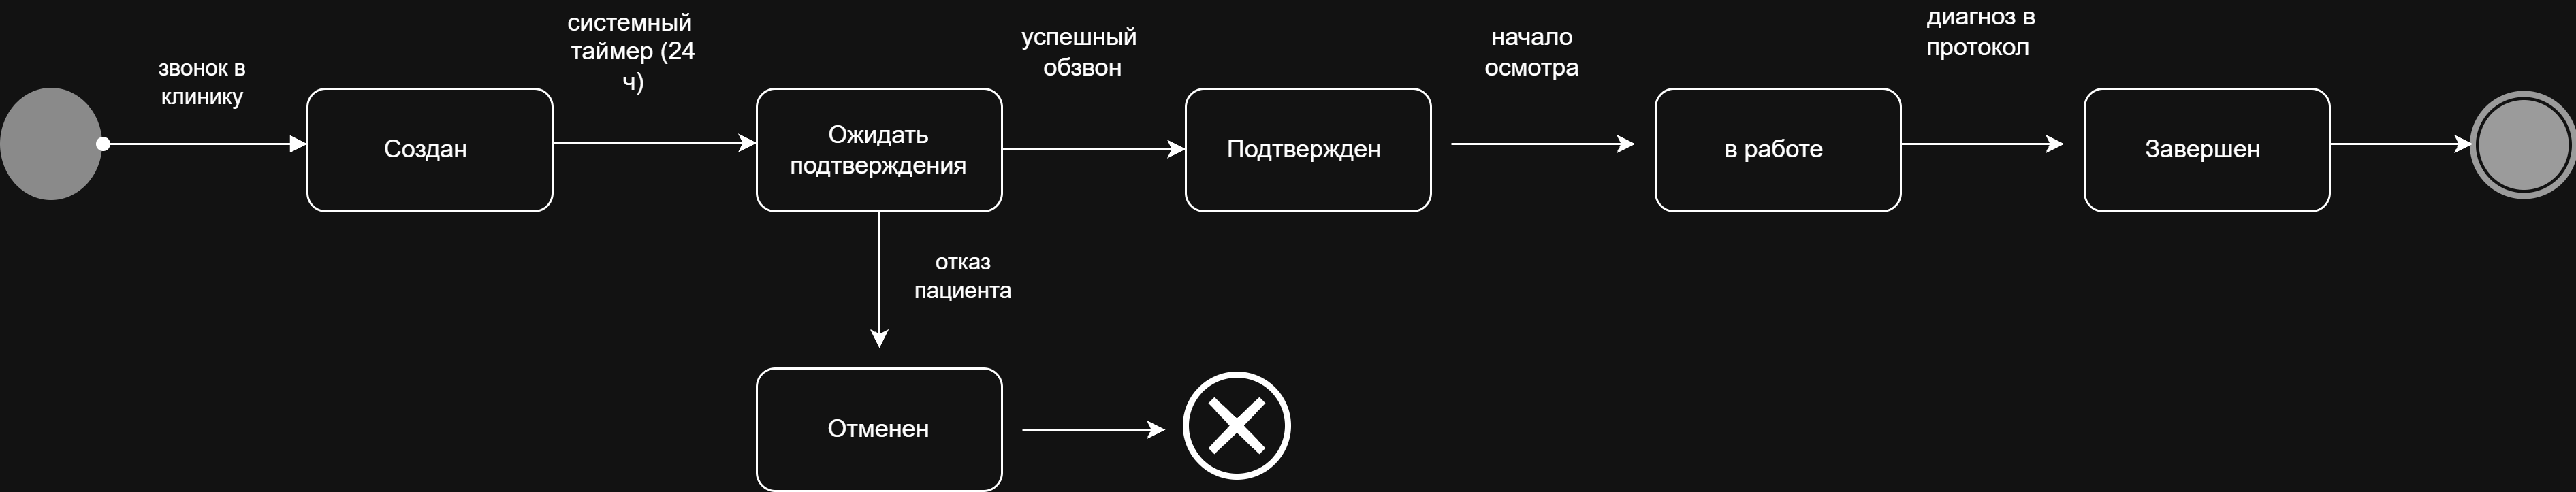 звонок в
клинику
системный
таймер (24
ч)
успешный
обзвон
начало
осмотра
диагноз в
протокол
Создан
Ожидать
подтверждения
Подтвержден
в работе
Завершен
отказ
пациента
Отменен